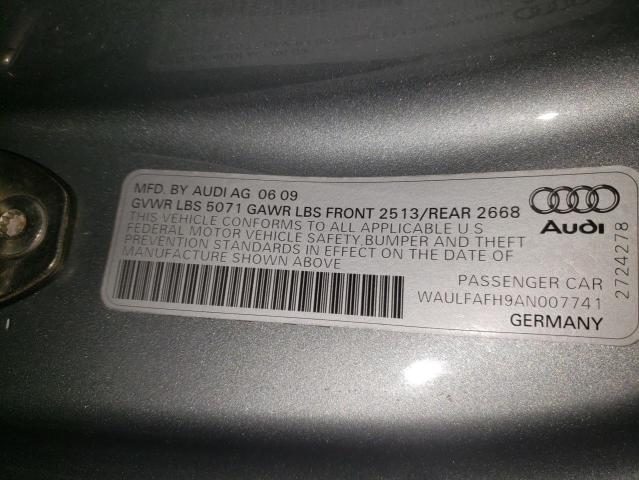 MFD. BY AUDI AG 06 09
GVWR LBS 5071 GAWR LBS FRONT 2513/REAR 2668
THIS VEHICLE CONFORMS TO ALL APPLICABLE U S
FEDERAL MOTOR VEHICLE SAFETY,BUMPER AND THEFT
PREVENTION STANDARDS IN EFFECT ON THE DATE OF
MANUFACTURE SHOWN ABOVE
Audi
PASSENGER CAR
WAULFAFH9AN007741
GERMANY
2724278